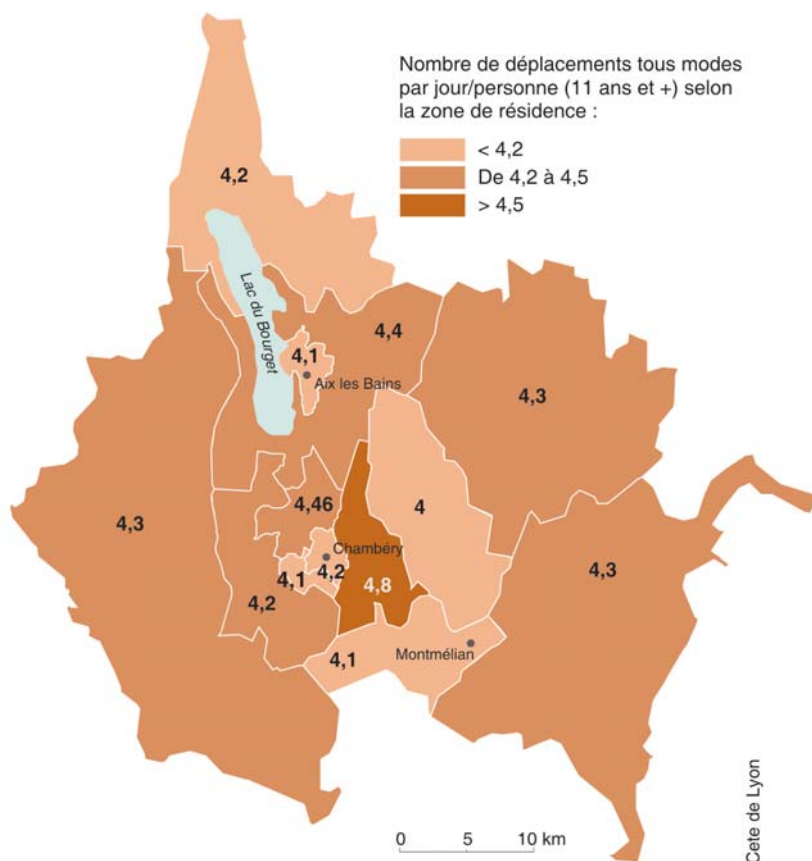 Nombre de déplacements tous modes
par jour/personne (11 ans et +) selon
la zone de résidence :
< 4,2
De 4,2 à 4,5
> 4,5
4,2
Lac du Bourget
4,4
4,1
Aix les Bains
4,3
4,3
4,46
4
Chambéry
4,1
4,2
4,8
4,3
4,2
4,1
Montmélian
0 5 10 km
Cete de Lyon